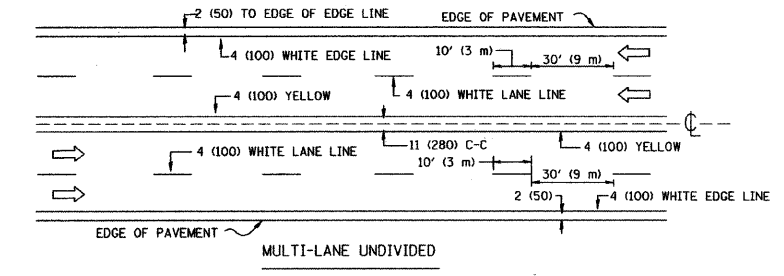 2 (50) TO EDGE OF EDGE LINE
EDGE OF PAVEMENT
4 (100) WHITE EDGE LINE
10' (3 m)
30' (9 m)
4 (100) YELLOW
4 (100) WHITE LANE LINE
℄
4 (100) WHITE LANE LINE
11 (280) C-C
4 (100) YELLOW
10' (3 m)
30' (9 m)
2 (50)
4 (100) WHITE EDGE LINE
EDGE OF PAVEMENT
MULTI-LANE UNDIVIDED